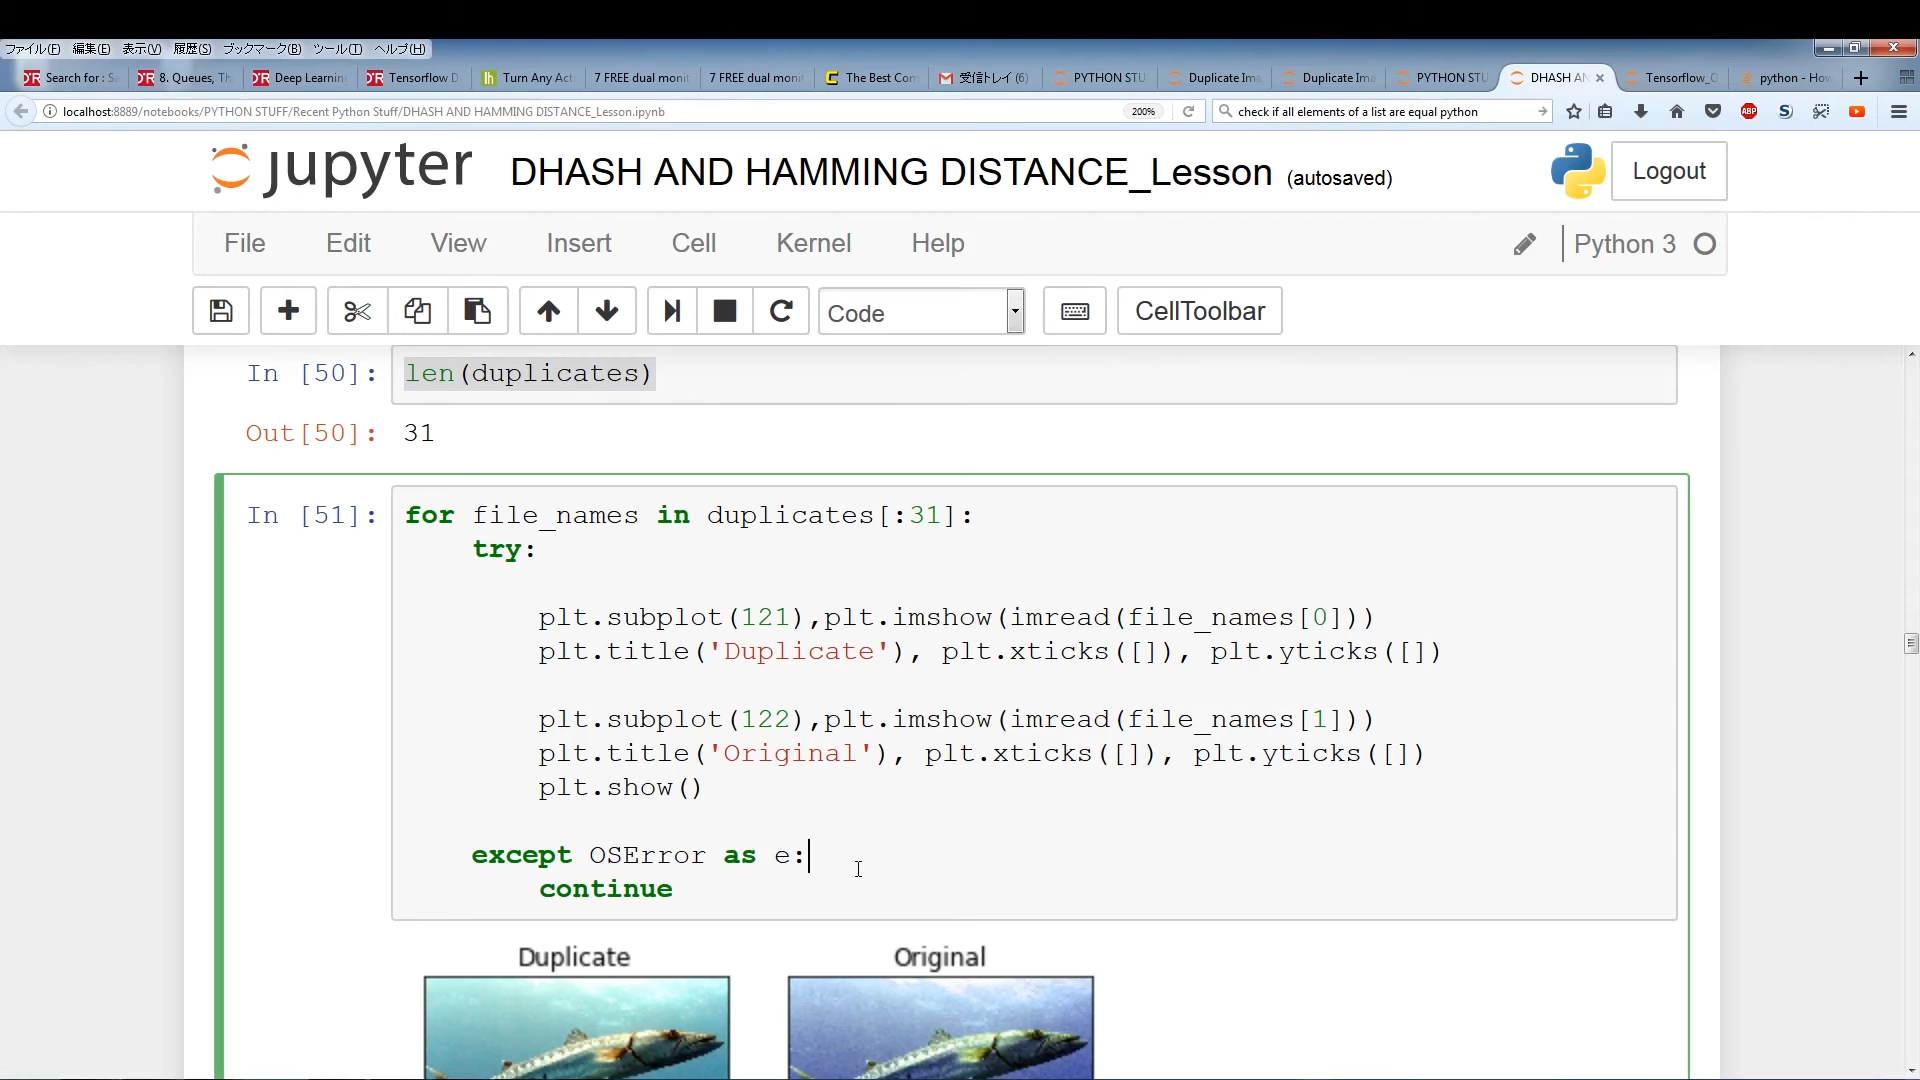 ファイル(F) 編集(E) 表示(V) 履歴(S) ブックマーク(B) ツール(T) ヘルプ(H)
Search for : S 8. Queues, Th Deep Learnin Tensorflow D Turn Any Act 7 FREE dual monit 7 FREE dual monit The Best Com 受信トレイ (6) PYTHON STU Duplicate Ima Duplicate Ima PYTHON STU DHASH AN Tensorflow_C python - How
localhost:8889/notebooks/PYTHON STUFF/Recent Python Stuff/DHASH AND HAMMING DISTANCE_Lesson.ipynb 200% check if all elements of a list are equal python ABP
jupyter DHASH AND HAMMING DISTANCE_Lesson (autosaved) Logout
File Edit View Insert Cell Kernel Help Python 3
Code CellToolbar
In [50]: len(duplicates)
Out[50]: 31
In [51]: for file_names in duplicates[:31]:
try:
plt.subplot(121),plt.imshow(imread(file_names[0]))
plt.title('Duplicate'), plt.xticks([]), plt.yticks([])
plt.subplot(122),plt.imshow(imread(file_names[1]))
plt.title('Original'), plt.xticks([]), plt.yticks([])
plt.show()
except OSError as e:
continue
Duplicate Original